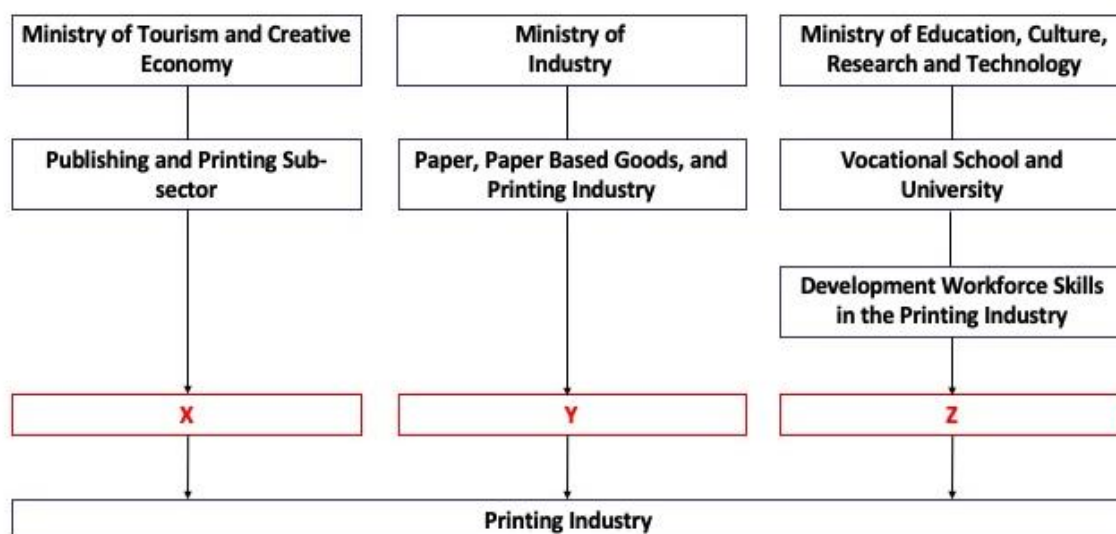 Ministry of Tourism and Creative
Economy
Ministry of
Industry
Ministry of Education, Culture,
Research and Technology
Publishing and Printing Sub-
sector
Paper, Paper Based Goods, and
Printing Industry
Vocational School and
University
Development Workforce Skills
in the Printing Industry
X
Y
Z
Printing Industry